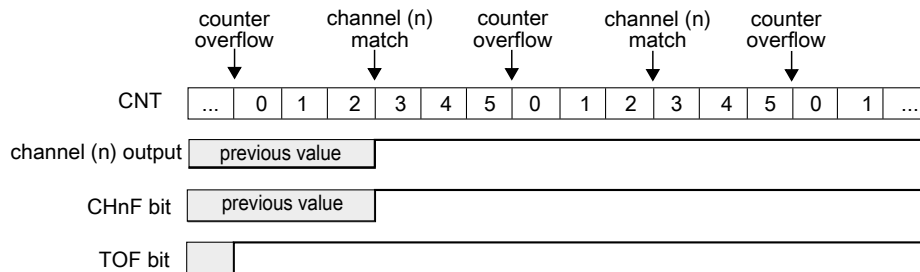 counter overflow channel (n) match counter overflow channel (n) match counter overflow
CNT ... 0 1 2 3 4 5 0 1 2 3 4 5 0 1 ...
channel (n) output previous value
CHnF bit previous value
TOF bit